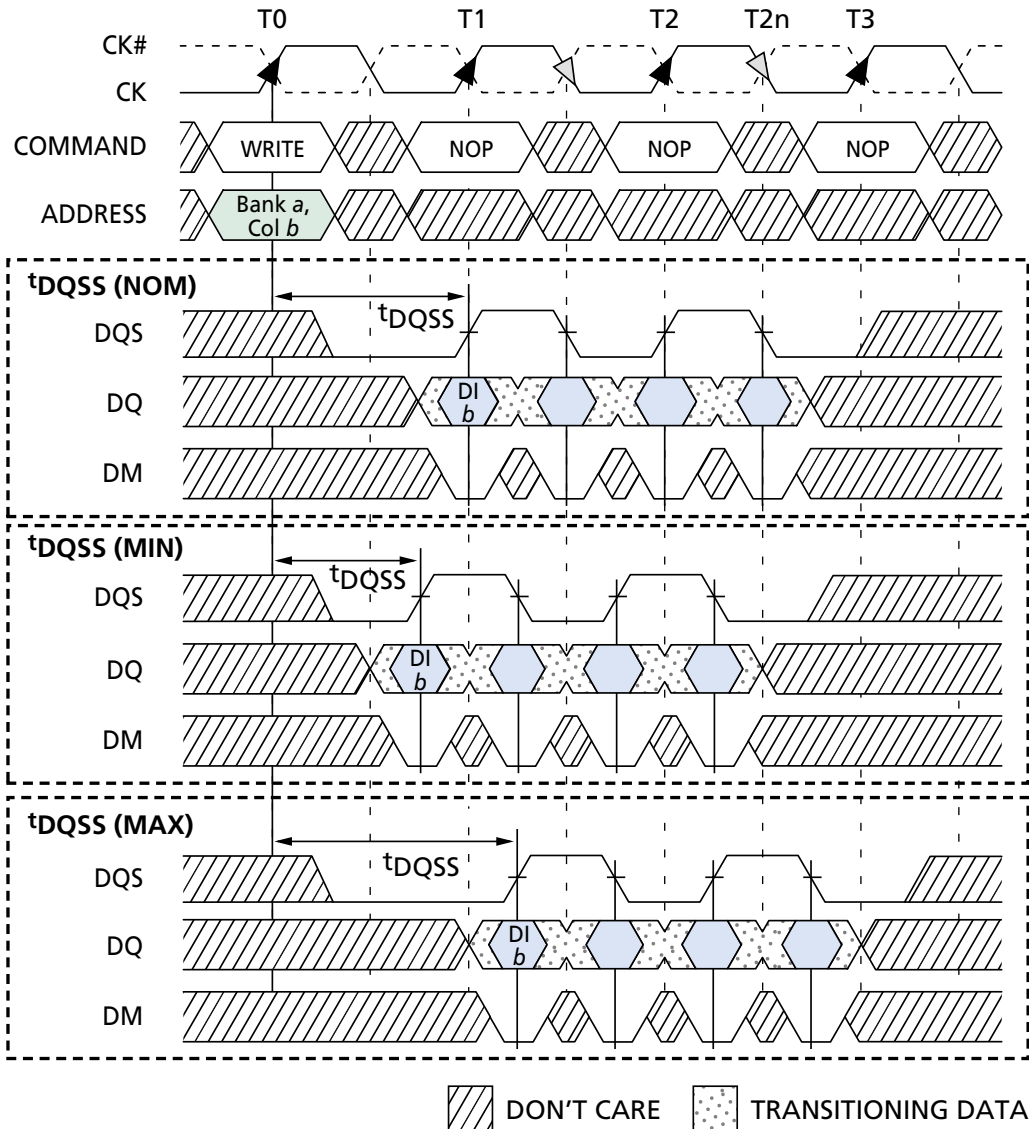 T0 T1 T2 T2n T3
CK#
CK
COMMAND WRITE NOP NOP NOP
ADDRESS Bank a,
Col b
tDQSS (NOM)
tDQSS
DQS
DQ DI
b
DM
tDQSS (MIN)
tDQSS
DQS
DQ DI
b
DM
tDQSS (MAX)
tDQSS
DQS
DQ DI
b
DM
DON'T CARE TRANSITIONING DATA